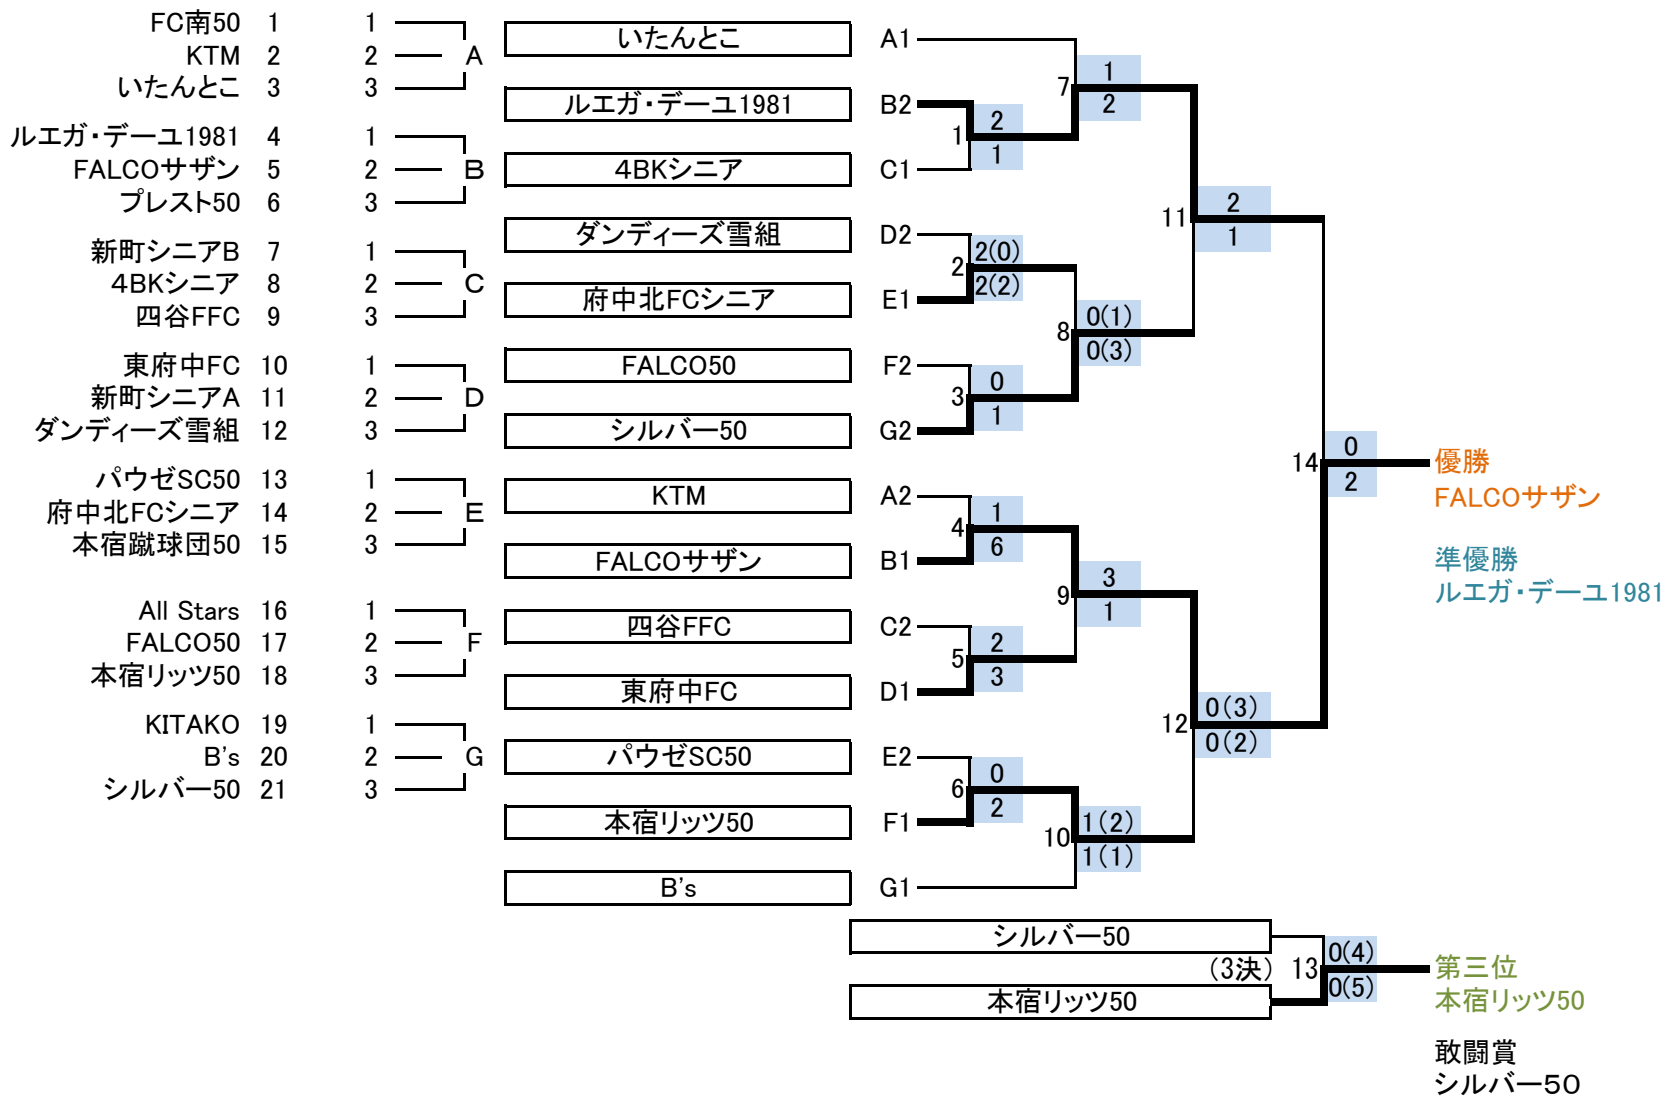 FC南50 1 1
KTM 2 2 A
いたんとこ 3 3
ルエガ・デーユ1981 4 1
FALCOサザン 5 2 B
プレスト50 6 3
新町シニアB 7 1
4BKシニア 8 2 C
四谷FFC 9 3
東府中FC 10 1
新町シニアA 11 2 D
ダンディーズ雪組 12 3
パウゼSC50 13 1
府中北FCシニア 14 2 E
本宿蹴球団50 15 3
All Stars 16 1
FALCO50 17 2 F
本宿リッツ50 18 3
KITAKO 19 1
B's 20 2 G
シルバー50 21 3
いたんとこ A1
ルエガ・デーユ1981 B2
4BKシニア C1
ダンディーズ雪組 D2
府中北FCシニア E1
FALCO50 F2
シルバー50 G2
KTM A2
FALCOサザン B1
四谷FFC C2
東府中FC D1
パウゼSC50 E2
本宿リッツ50 F1
B's G1
1 2
1
2 2(0)
2(2)
3 0
1
4 1
6
5 2
3
6 0
2
7 1
2
8 0(1)
0(3)
9 3
1
10 1(2)
1(1)
11 2
1
12 0(3)
0(2)
14 0
2
優勝
FALCOサザン
準優勝
ルエガ・デーユ1981
シルバー50
(3決) 13 0(4)
0(5)
本宿リッツ50
第三位
本宿リッツ50
敢闘賞
シルバー50